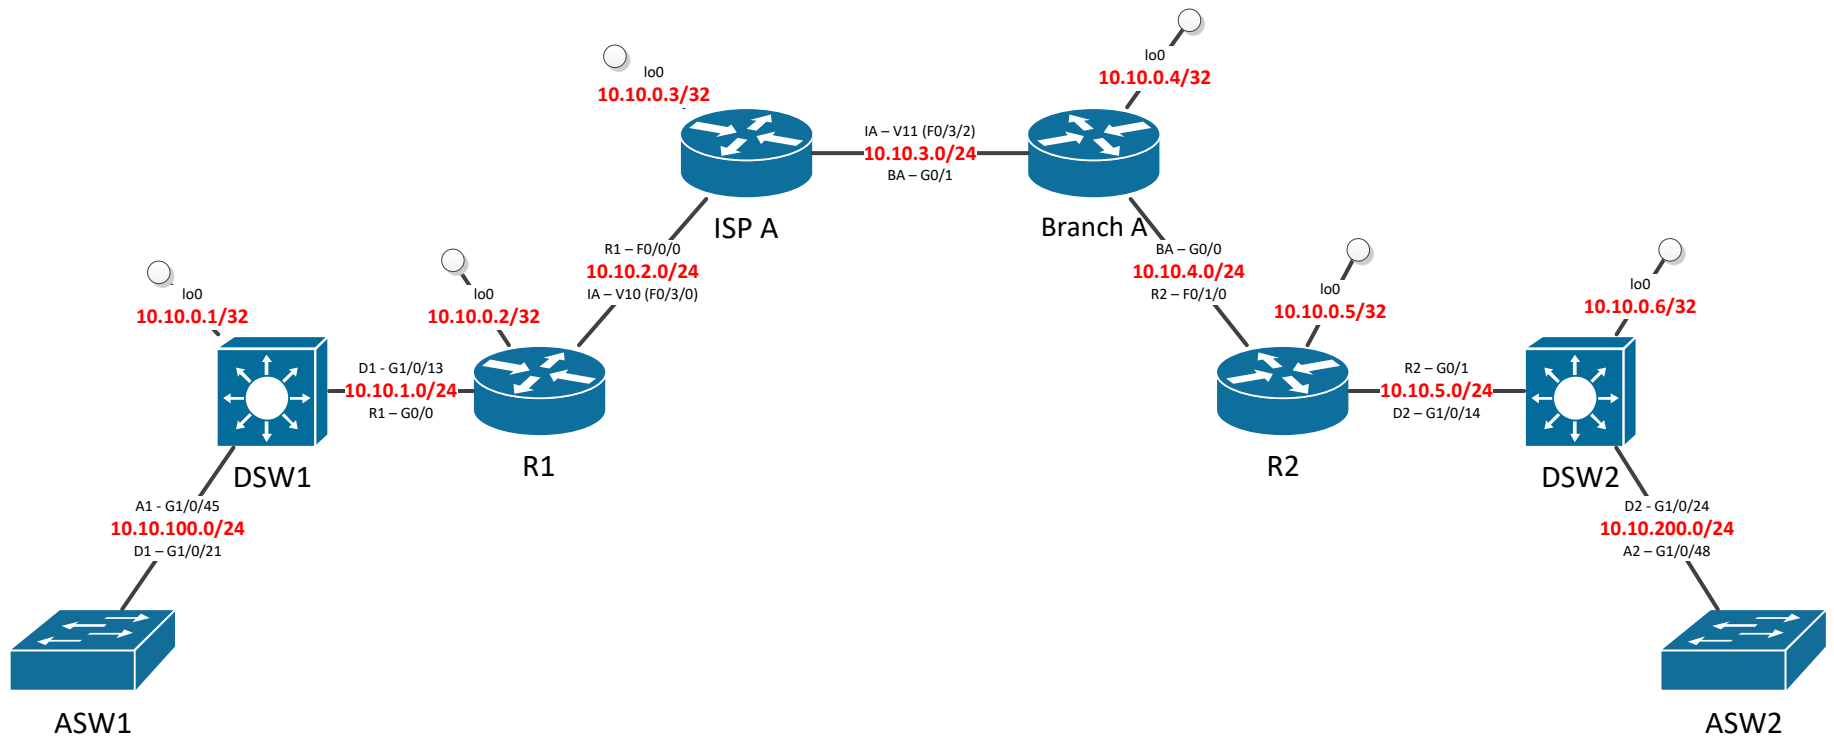 lo0
10.10.0.4/32
lo0
10.10.0.3/32
IA – V11 (F0/3/2)
10.10.3.0/24
BA – G0/1
ISP A
Branch A
R1 – F0/0/0
10.10.2.0/24
IA – V10 (F0/3/0)
BA – G0/0
10.10.4.0/24
R2 – F0/1/0
lo0
10.10.0.1/32
lo0
10.10.0.2/32
lo0
10.10.0.5/32
lo0
10.10.0.6/32
D1 - G1/0/13
10.10.1.0/24
R1 – G0/0
R2 – G0/1
10.10.5.0/24
D2 – G1/0/14
DSW1
R1
R2
DSW2
A1 - G1/0/45
10.10.100.0/24
D1 – G1/0/21
D2 - G1/0/24
10.10.200.0/24
A2 – G1/0/48
ASW1
ASW2